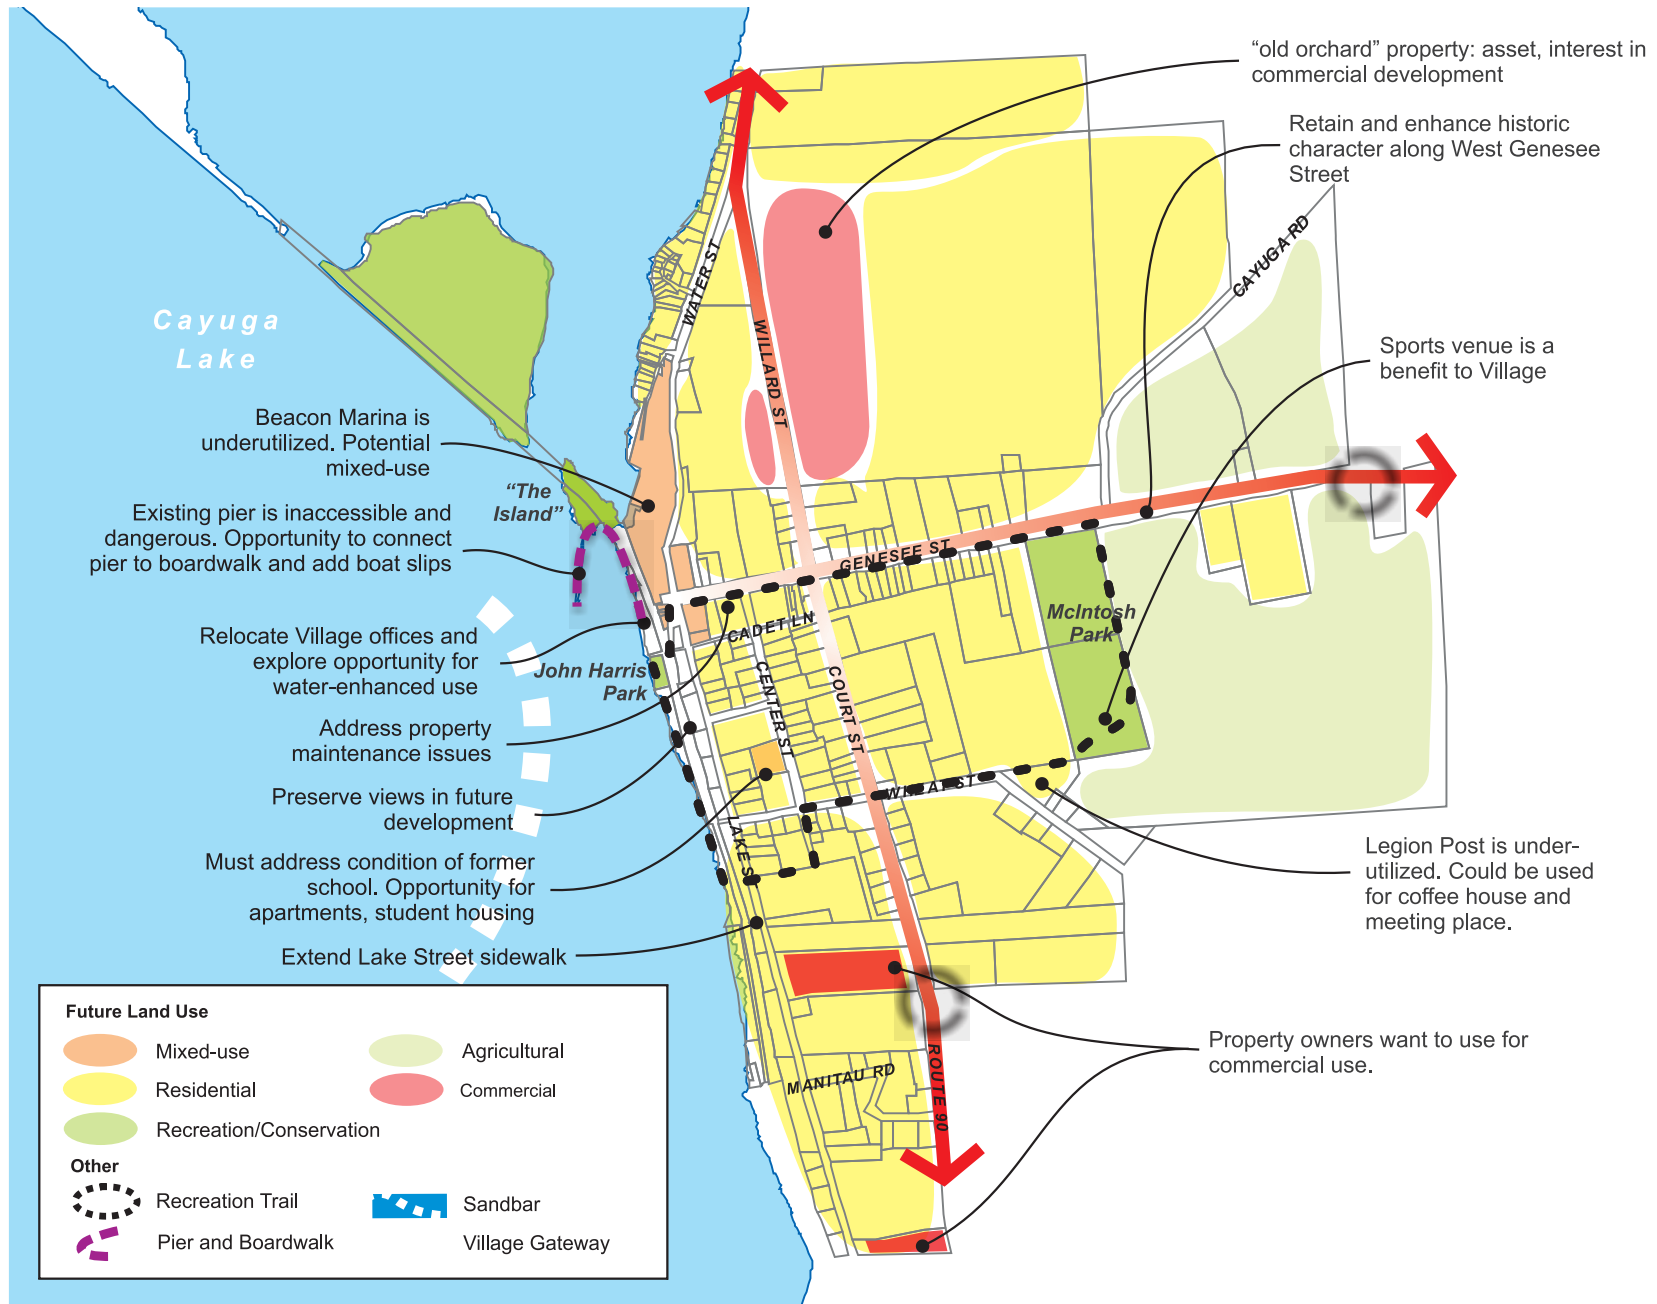 “old orchard” property: asset, interest in
commercial development
Retain and enhance historic
character along West Genesee
Street
CAYUGA RD
WATER ST
Cayuga
Lake
WILLARD ST
Sports venue is a
benefit to Village
Beacon Marina is
underutilized. Potential
mixed-use
“The
Island”
Existing pier is inaccessible and
dangerous. Opportunity to connect
pier to boardwalk and add boat slips
GENESEE ST
McIntosh
Park
CADET LN
Relocate Village offices and
explore opportunity for
water-enhanced use
John Harris
Park
CENTER ST
COURT ST
Address property
maintenance issues
Preserve views in future
development
WHEAT ST
LAKE ST
Must address condition of former
school. Opportunity for
apartments, student housing
Legion Post is under-
utilized. Could be used
for coffee house and
meeting place.
Extend Lake Street sidewalk
Property owners want to use for
commercial use.
MANITAU RD
ROUTE 90
Future Land Use
Mixed-use
Residential
Recreation/Conservation
Agricultural
Commercial
Other
Recreation Trail
Pier and Boardwalk
Sandbar
Village Gateway